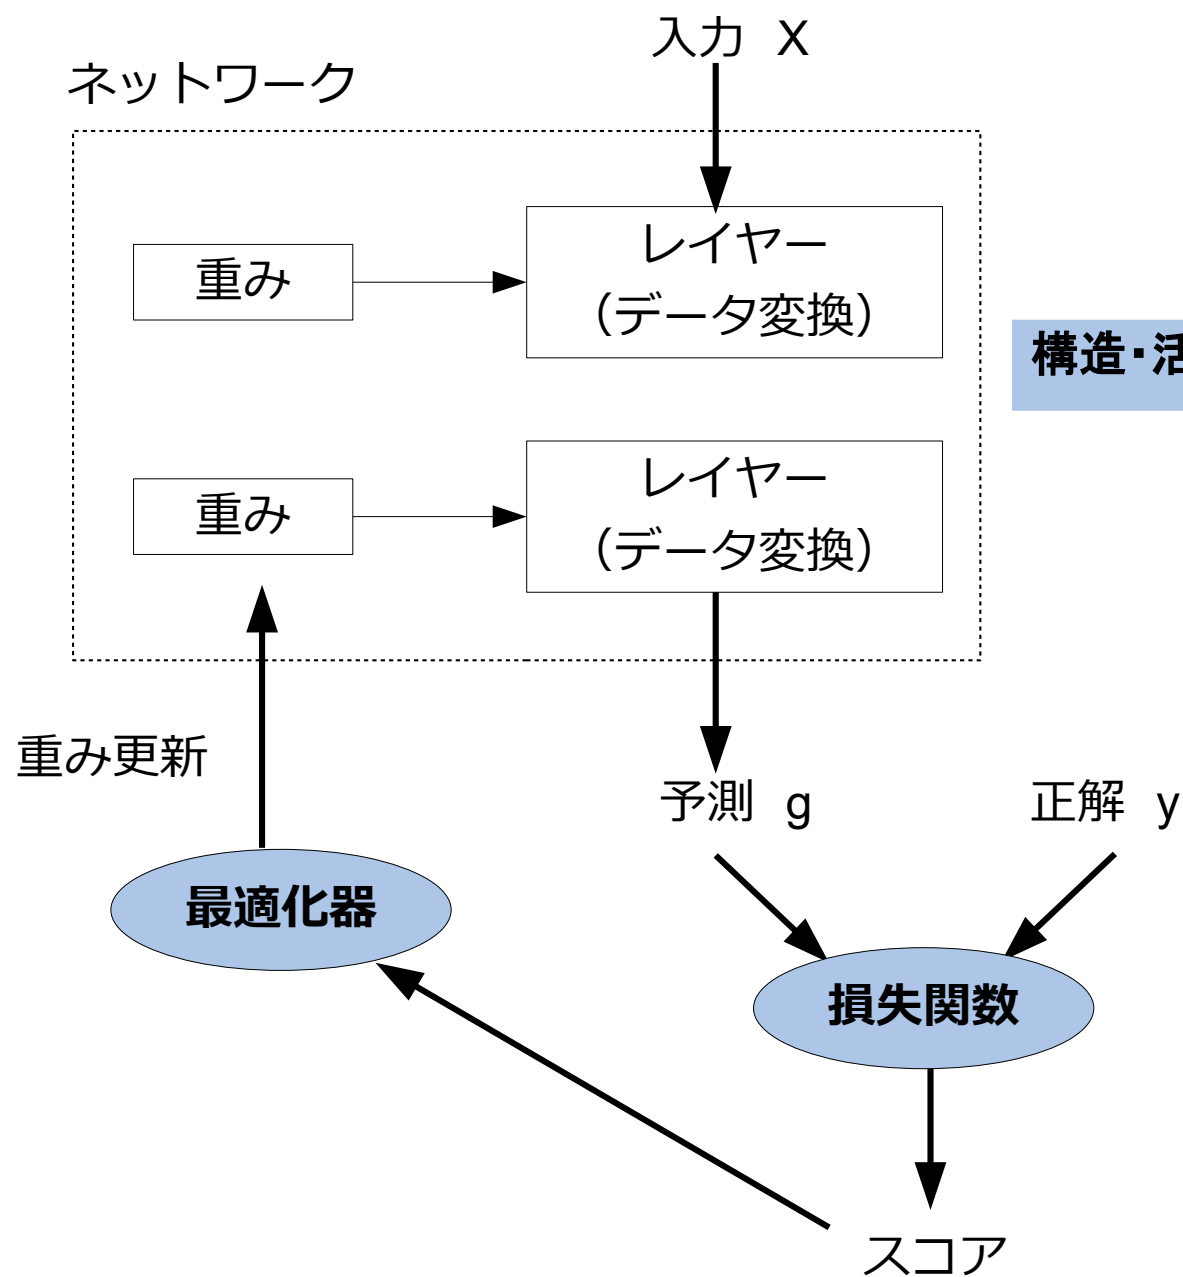 入力 X
ネットワーク
重み
レイヤー
（データ変換）
構造・活
重み
レイヤー
（データ変換）
重み更新
予測 g
正解 y
最適化器
損失関数
スコア